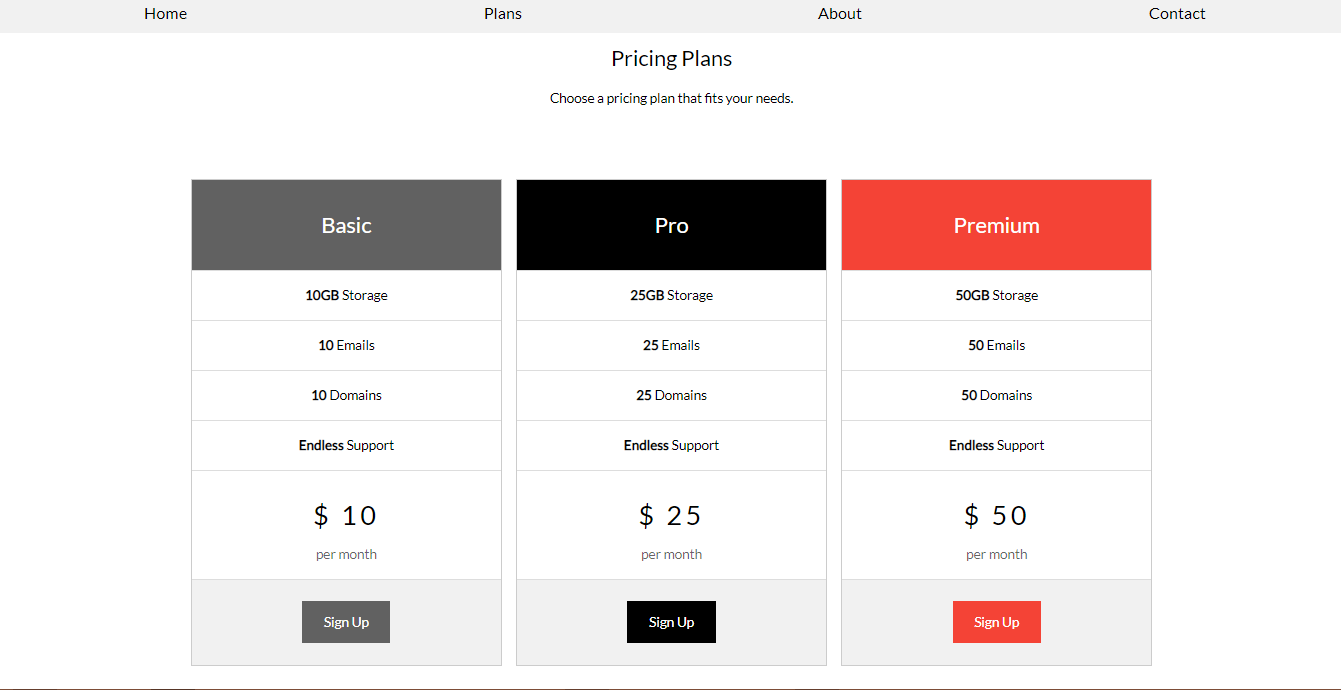 Home Plans About Contact
Pricing Plans
Choose a pricing plan that fits your needs.
Basic
10GB Storage
10 Emails
10 Domains
Endless Support
$ 10
per month
Sign Up
Pro
25GB Storage
25 Emails
25 Domains
Endless Support
$ 25
per month
Sign Up
Premium
50GB Storage
50 Emails
50 Domains
Endless Support
$ 50
per month
Sign Up